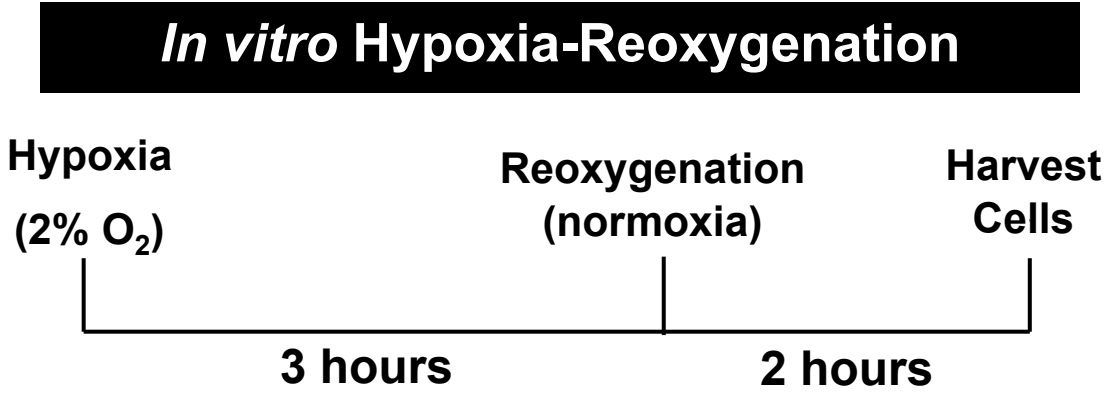 In vitro Hypoxia-Reoxygenation
Hypoxia
(2% O₂)
Reoxygenation
(normoxia)
Harvest
Cells
3 hours
2 hours